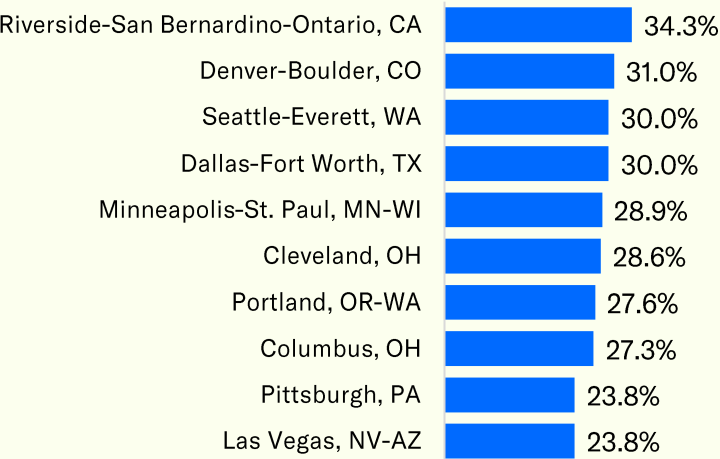 Riverside-San Bernardino-Ontario, CA 34.3%
Denver-Boulder, CO 31.0%
Seattle-Everett, WA 30.0%
Dallas-Fort Worth, TX 30.0%
Minneapolis-St. Paul, MN-WI 28.9%
Cleveland, OH 28.6%
Portland, OR-WA 27.6%
Columbus, OH 27.3%
Pittsburgh, PA 23.8%
Las Vegas, NV-AZ 23.8%